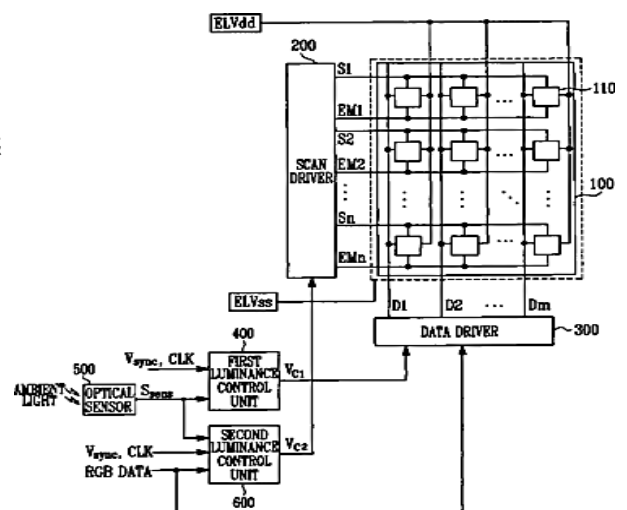 ELVdd
200
S1
110
EM1
S2
SCAN
DRIVER
EM2
100
Sn
EMn
ELVss
D1 D2 ... Dm
DATA DRIVER
300
400
Vsync, CLK
FIRST
LUMINANCE
CONTROL
UNIT
VC1
500
AMBIENT
LIGHT
OPTICAL
SENSOR
Ssens
Vsync, CLK
RGB DATA
SECOND
LUMINANCE
CONTROL
UNIT
VC2
600